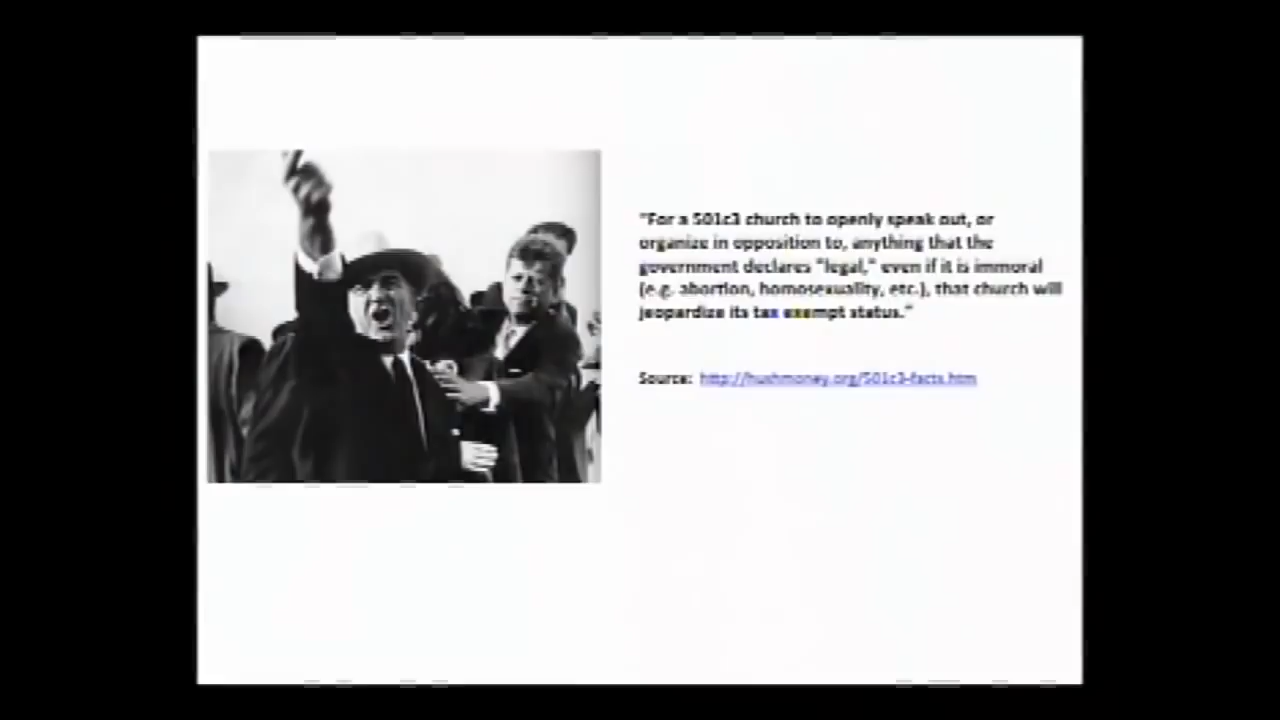 "For a 501c3 church to openly speak out, or
organize in opposition to, anything that the
government declares "legal," even if it is immoral
(e.g. abortion, homosexuality, etc.), that church will
jeopardize its tax exempt status."
Source: http://hushmoney.org/501c3-facts.htm